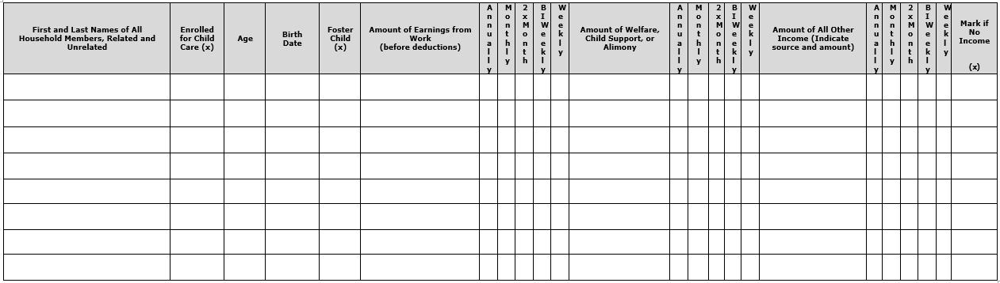 First and Last Names of All
Household Members, Related and
Unrelated
Enrolled
for Child
Care (x)
Age
Birth
Date
Foster
Child
(x)
Amount of Earnings from
Work
(before deductions)
Annually
Monthly
2xMonth
BIWeekly
Weekly
Amount of Welfare,
Child Support, or
Alimony
Annually
Monthly
2xMonth
BIWeekly
Weekly
Amount of All Other
Income (Indicate
source and amount)
Annually
Monthly
2xMonth
BIWeekly
Weekly
Mark if
No
Income
(x)